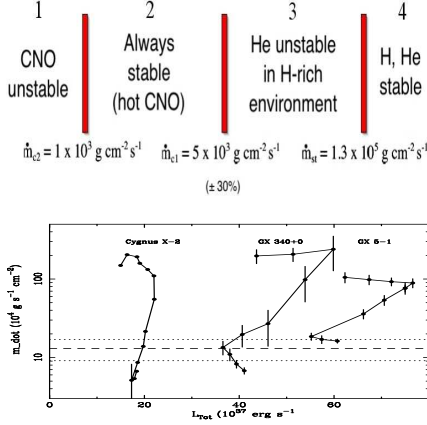 1 2 3 4
CNO unstable
Always stable (hot CNO)
He unstable in H-rich environment
H, He stable
ṁc2 = 1 x 10³ g cm⁻² s⁻¹
ṁc1 = 5 x 10³ g cm⁻² s⁻¹
ṁst = 1.3 x 10⁵ g cm⁻² s⁻¹
(± 30%)
Cygnus X-2 GX 340+0 GX 5-1
100
10
m_dot (10⁴ g s⁻¹ cm⁻²)
0 20 40 60
L_Tot (10³⁷ erg s⁻¹)